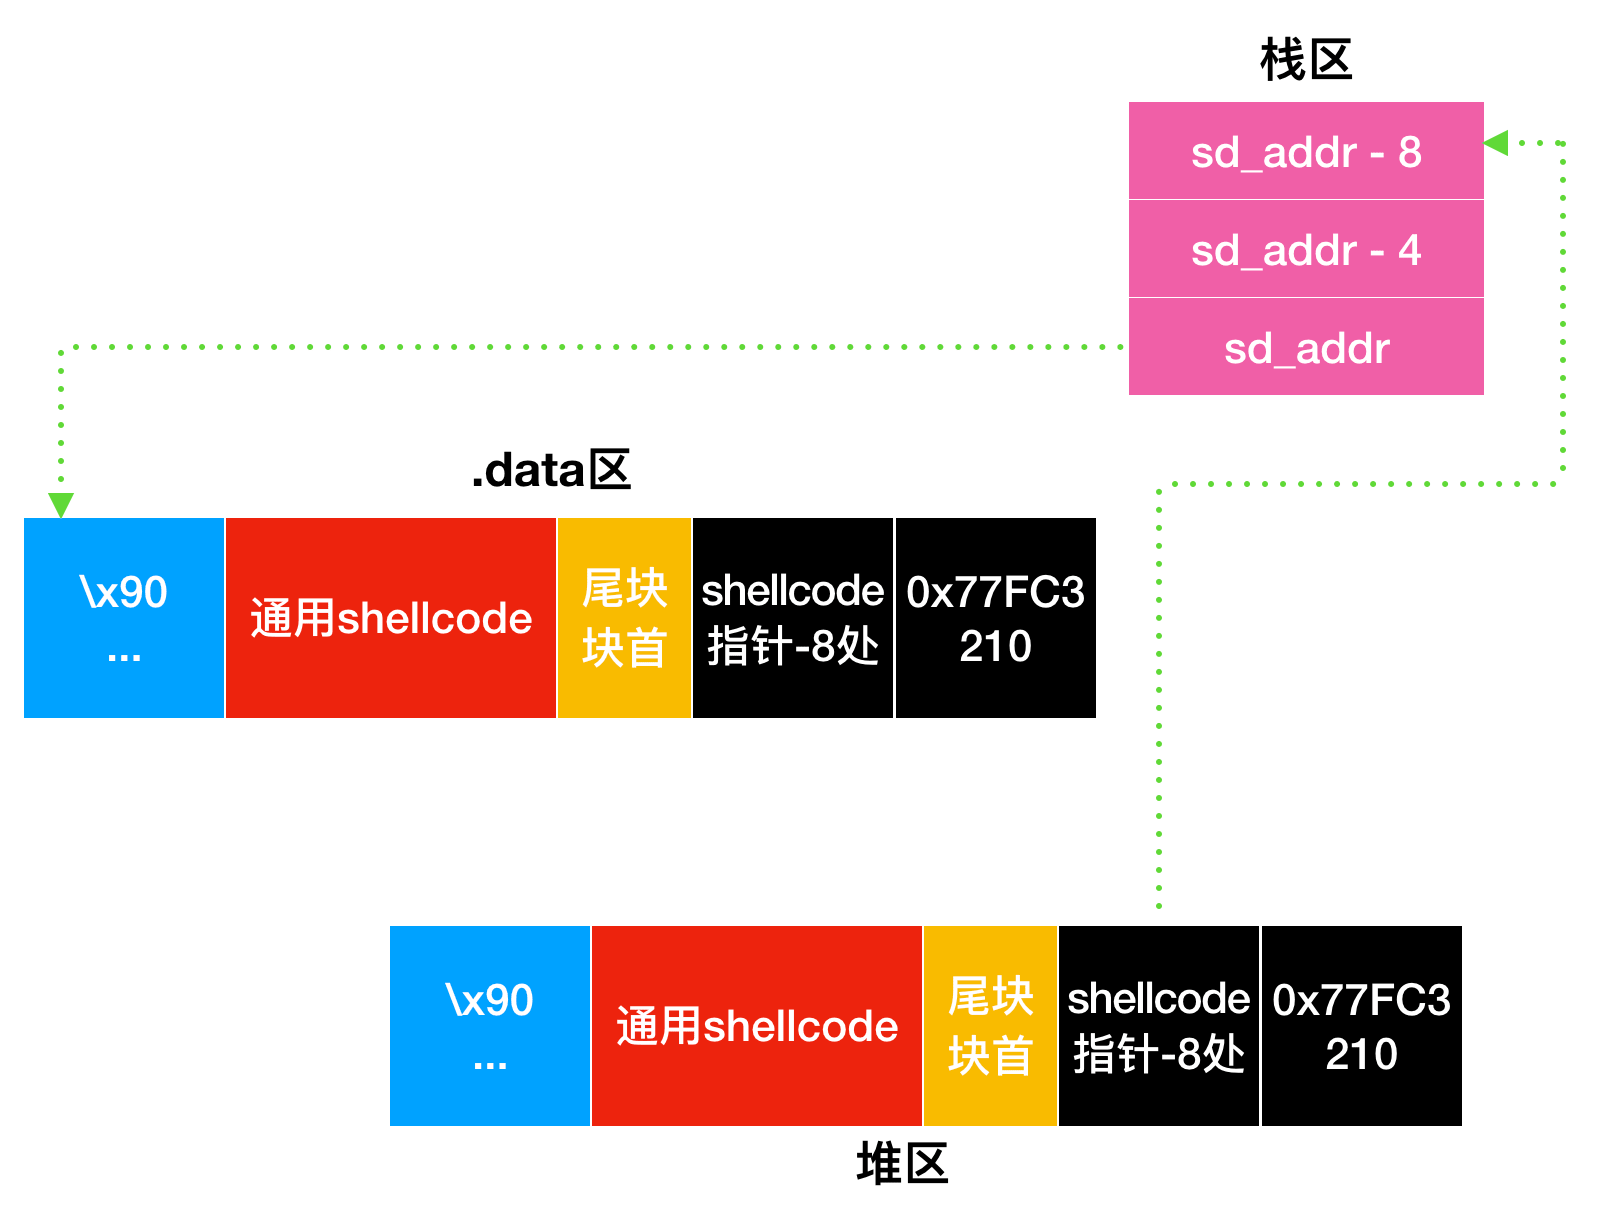 栈区
sd_addr - 8
sd_addr - 4
sd_addr
.data区
\x90
...
通用shellcode
尾块
块首
shellcode
指针-8处
0x77FC3
210
\x90
...
通用shellcode
尾块
块首
shellcode
指针-8处
0x77FC3
210
堆区